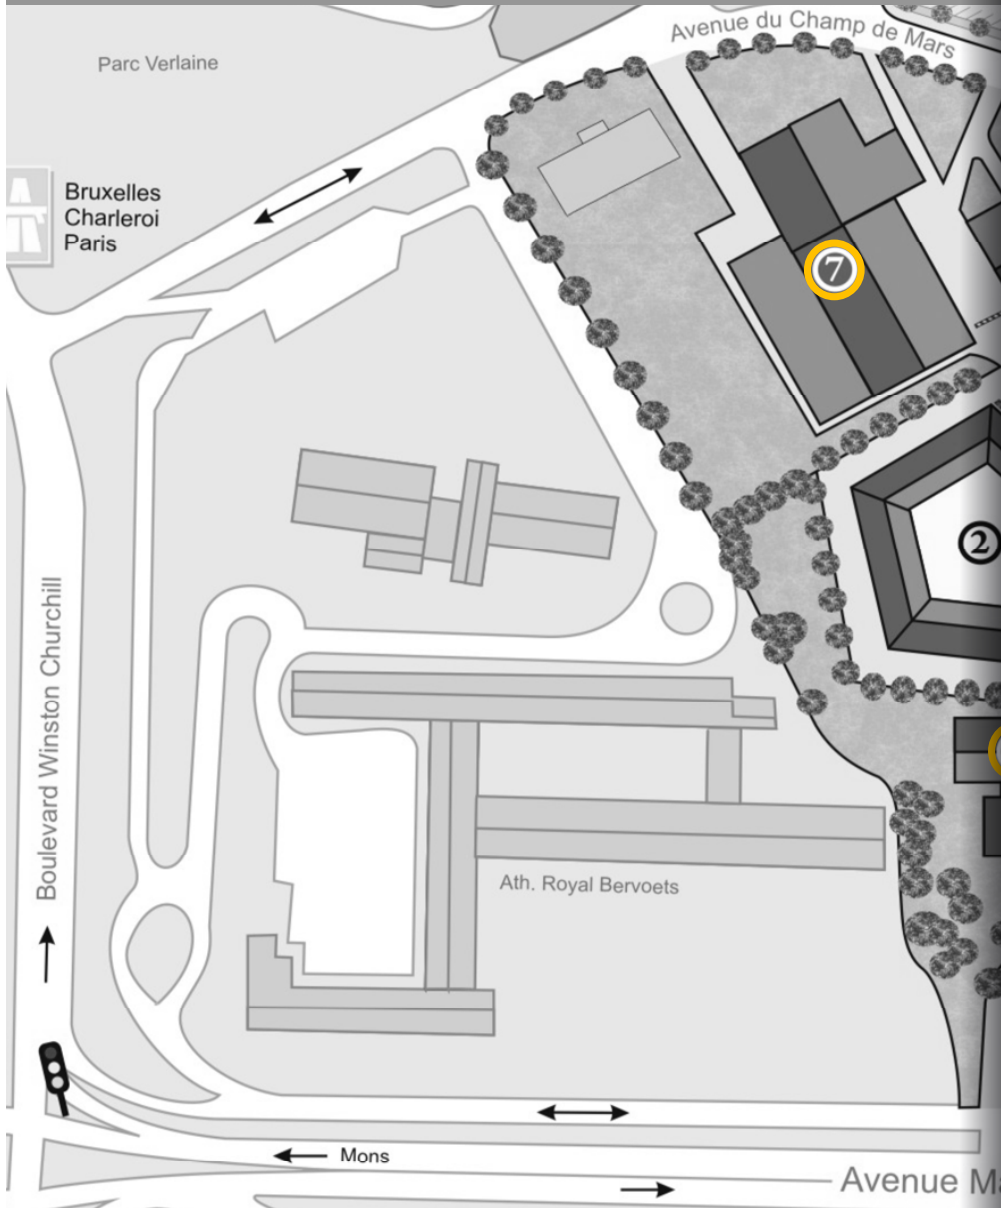 Avenue du Champ de Mars
Parc Verlaine
Bruxelles
Charleroi
Paris
7
2
Boulevard Winston Churchill
Ath. Royal Bervoets
Mons
Avenue